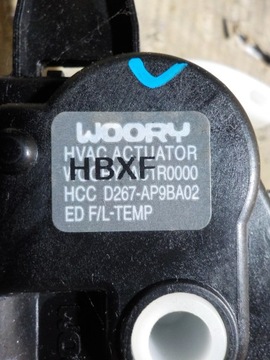 WOORY
HVAC ACTUATOR
HBXF
HCC D267-AP9BA02
ED F/L-TEMP